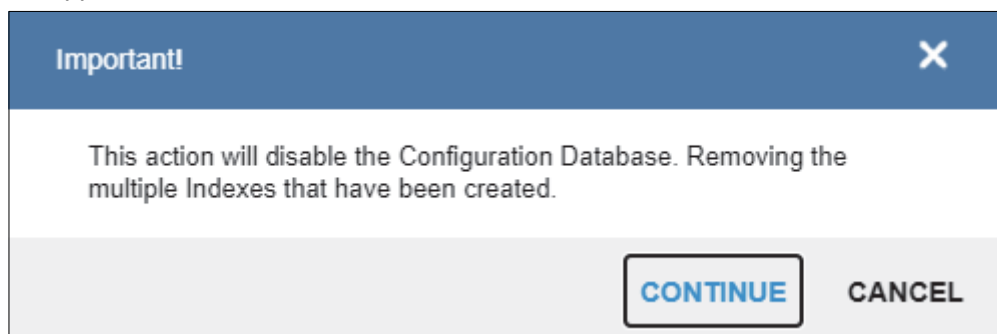 Important!
This action will disable the Configuration Database. Removing the
multiple Indexes that have been created.
CONTINUE CANCEL